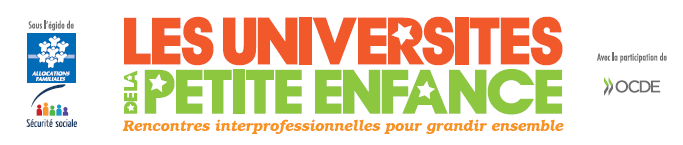 Sous l'égide de
ALLOCATIONS
FAMILIALES
Sécurité sociale
LES UNIVERSITES
DE LA PETITE ENFANCE
Rencontres interprofessionnelles pour grandir ensemble
Avec la participation de
OCDE